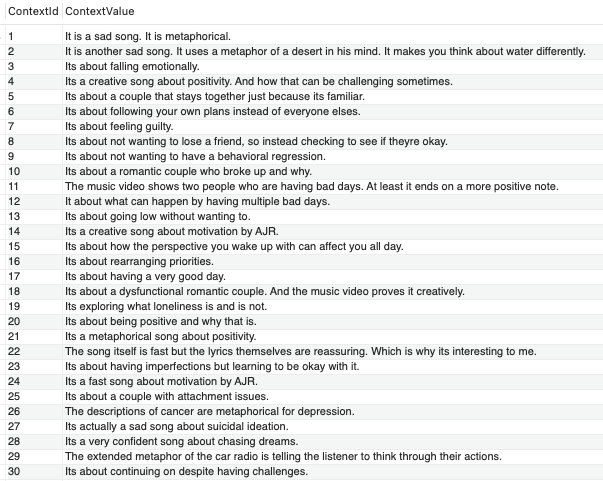 ContextId ContextValue
1 It is a sad song. It is metaphorical.
2 It is another sad song. It uses a metaphor of a desert in his mind. It makes you think about water differently.
3 Its about falling emotionally.
4 Its a creative song about positivity. And how that can be challenging sometimes.
5 Its about a couple that stays together just because its familiar.
6 Its about following your own plans instead of everyone elses.
7 Its about feeling guilty.
8 Its about not wanting to lose a friend, so instead checking to see if theyre okay.
9 Its about not wanting to have a behavioral regression.
10 Its about a romantic couple who broke up and why.
11 The music video shows two people who are having bad days. At least it ends on a more positive note.
12 It about what can happen by having multiple bad days.
13 Its about going low without wanting to.
14 Its a creative song about motivation by AJR.
15 Its about how the perspective you wake up with can affect you all day.
16 Its about rearranging priorities.
17 Its about having a very good day.
18 Its about a dysfunctional romantic couple. And the music video proves it creatively.
19 Its exploring what loneliness is and is not.
20 Its about being positive and why that is.
21 Its a metaphorical song about positivity.
22 The song itself is fast but the lyrics themselves are reassuring. Which is why its interesting to me.
23 Its about having imperfections but learning to be okay with it.
24 Its a fast song about motivation by AJR.
25 Its about a couple with attachment issues.
26 The descriptions of cancer are metaphorical for depression.
27 Its actually a sad song about suicidal ideation.
28 Its a very confident song about chasing dreams.
29 The extended metaphor of the car radio is telling the listener to think through their actions.
30 Its about continuing on despite having challenges.